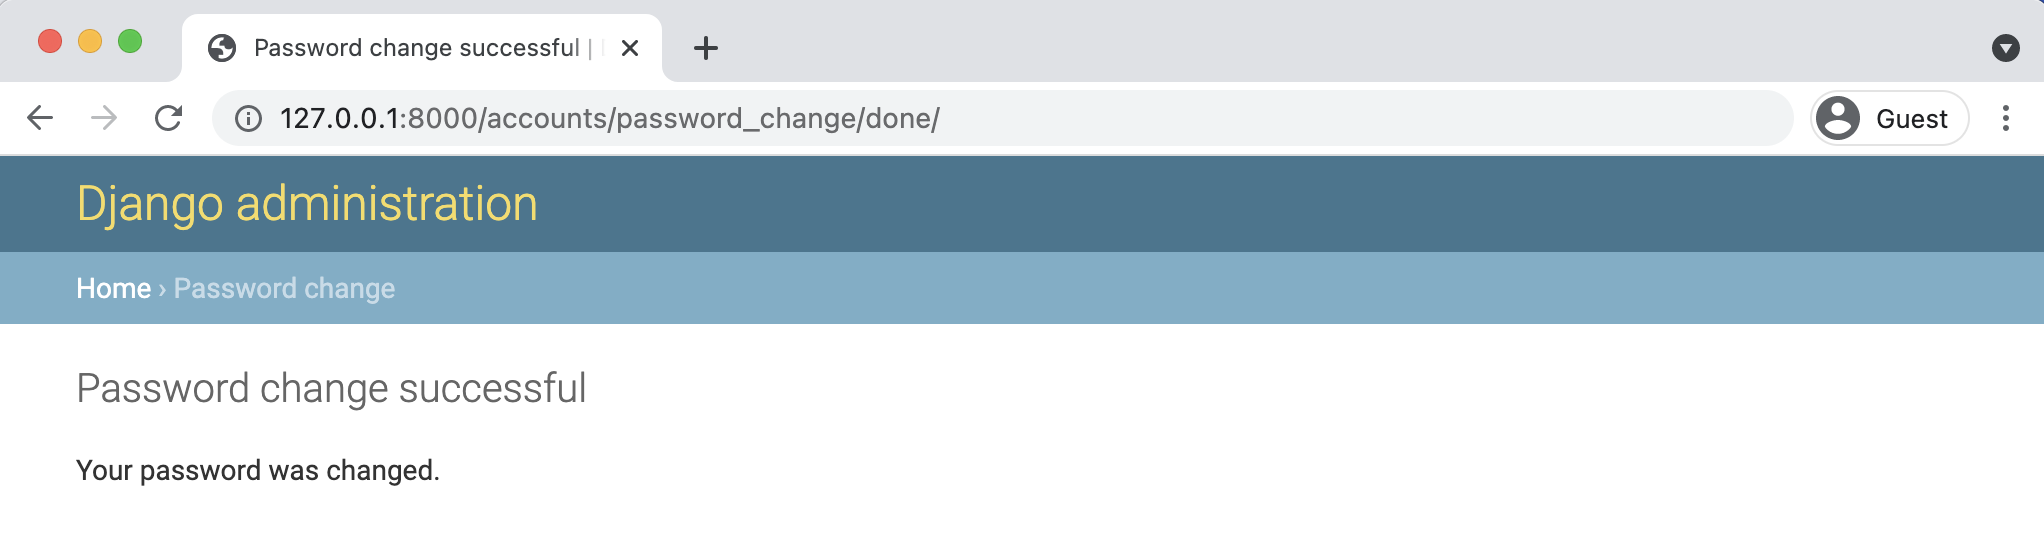 Password change successful |
127.0.0.1:8000/accounts/password_change/done/
Guest
Django administration
Home › Password change
Password change successful
Your password was changed.